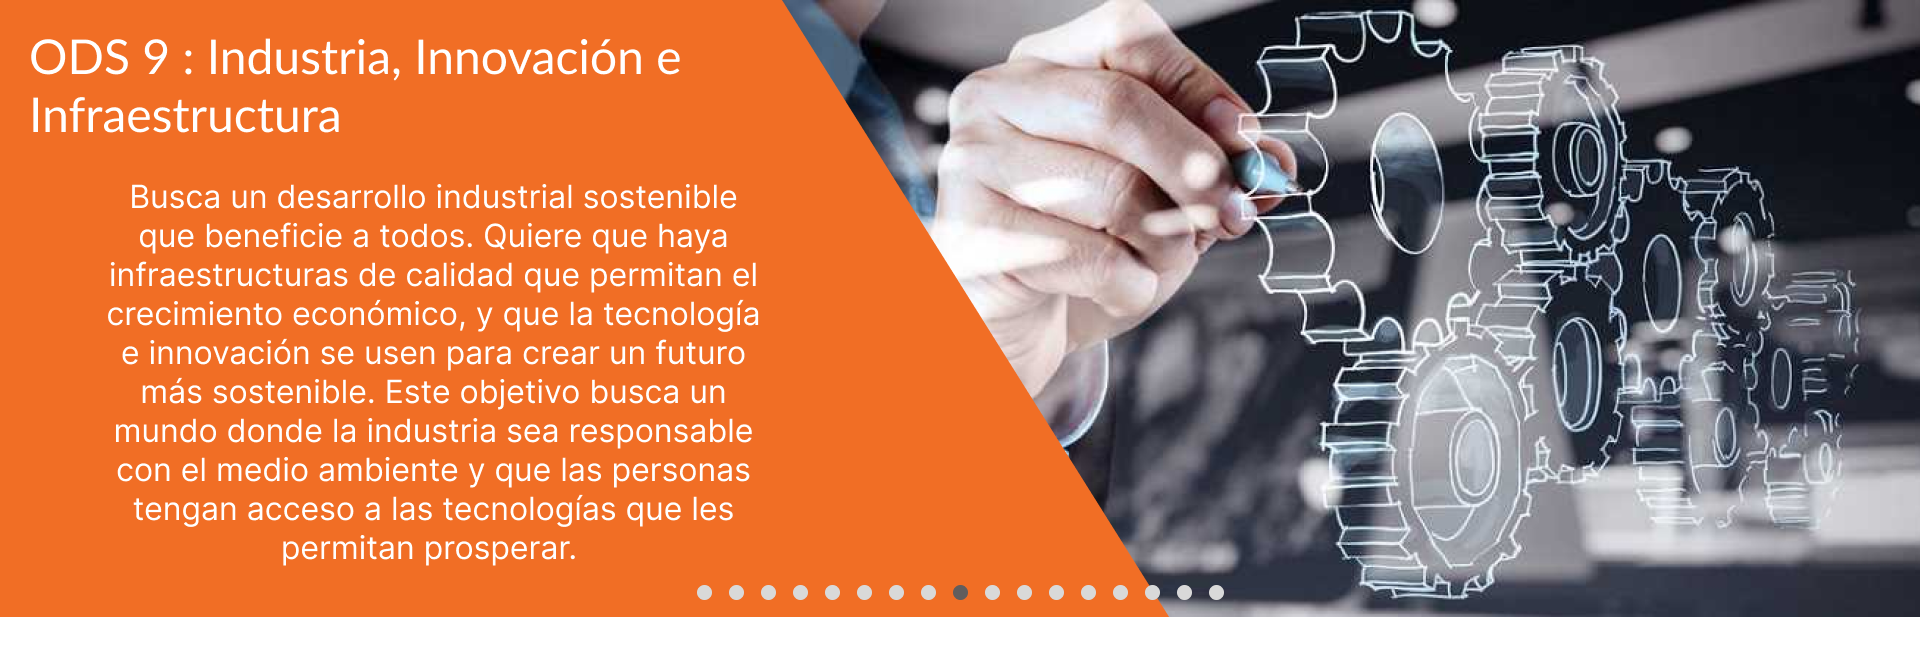 ODS 9 : Industria, Innovación e
Infraestructura
Busca un desarrollo industrial sostenible
que beneficie a todos. Quiere que haya
infraestructuras de calidad que permitan el
crecimiento económico, y que la tecnología
e innovación se usen para crear un futuro
más sostenible. Este objetivo busca un
mundo donde la industria sea responsable
con el medio ambiente y que las personas
tengan acceso a las tecnologías que les
permitan prosperar.